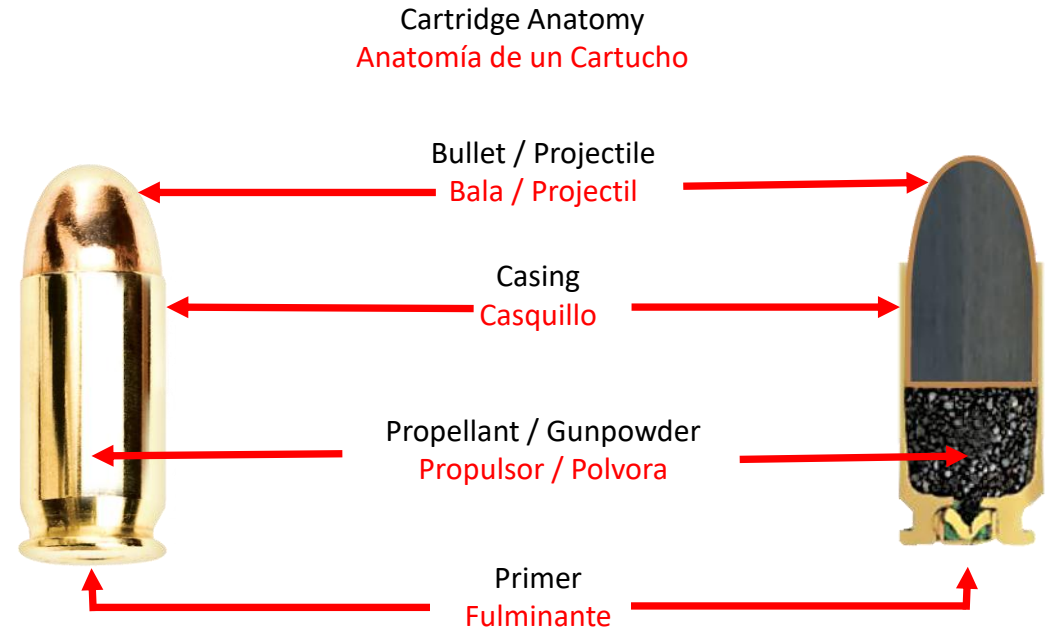 Cartridge Anatomy
Anatomía de un Cartucho
Bullet / Projectile
Bala / Projectil
Casing
Casquillo
Propellant / Gunpowder
Propulsor / Polvora
Primer
Fulminante